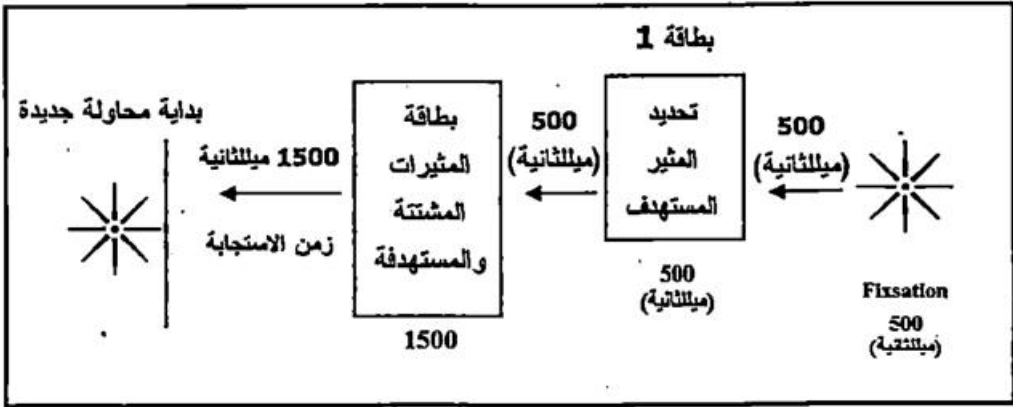 بطاقة 1
Fixsation
500
(ميللثانية)
500
(ميللثانية)
تحديد
المثير
المستهدف
500
(ميللثانية)
500
(ميللثانية)
بطاقة
المثيرات
المشتتة
والمستهدفة
1500
1500 ميللثانية
زمن الاستجابة
بداية محاولة جديدة